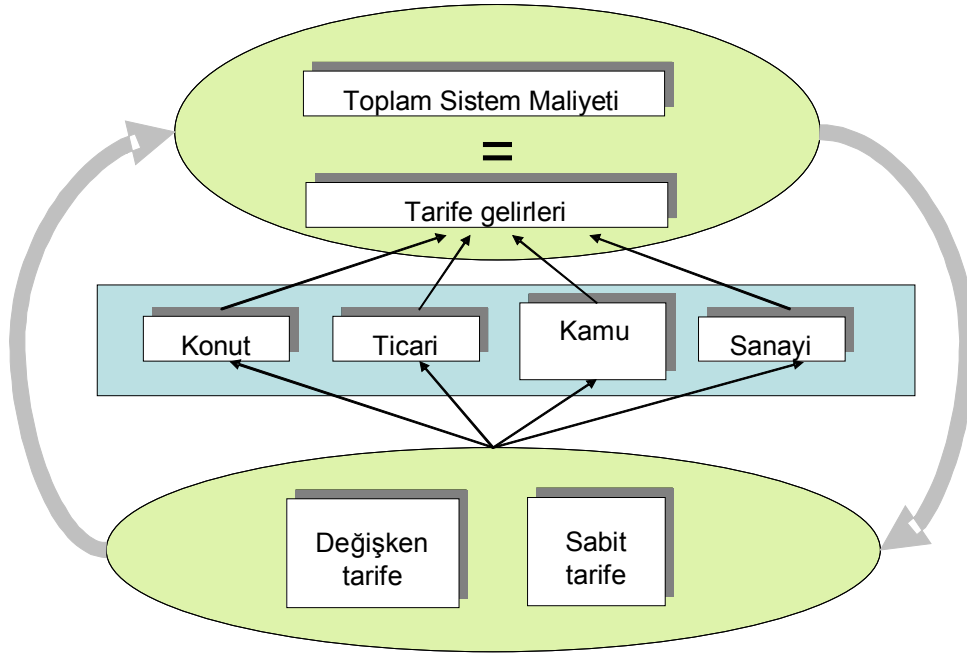 Toplam Sistem Maliyeti
=
Tarife gelirleri
Konut
Ticari
Kamu
Sanayi
Değişken
tarife
Sabit
tarife